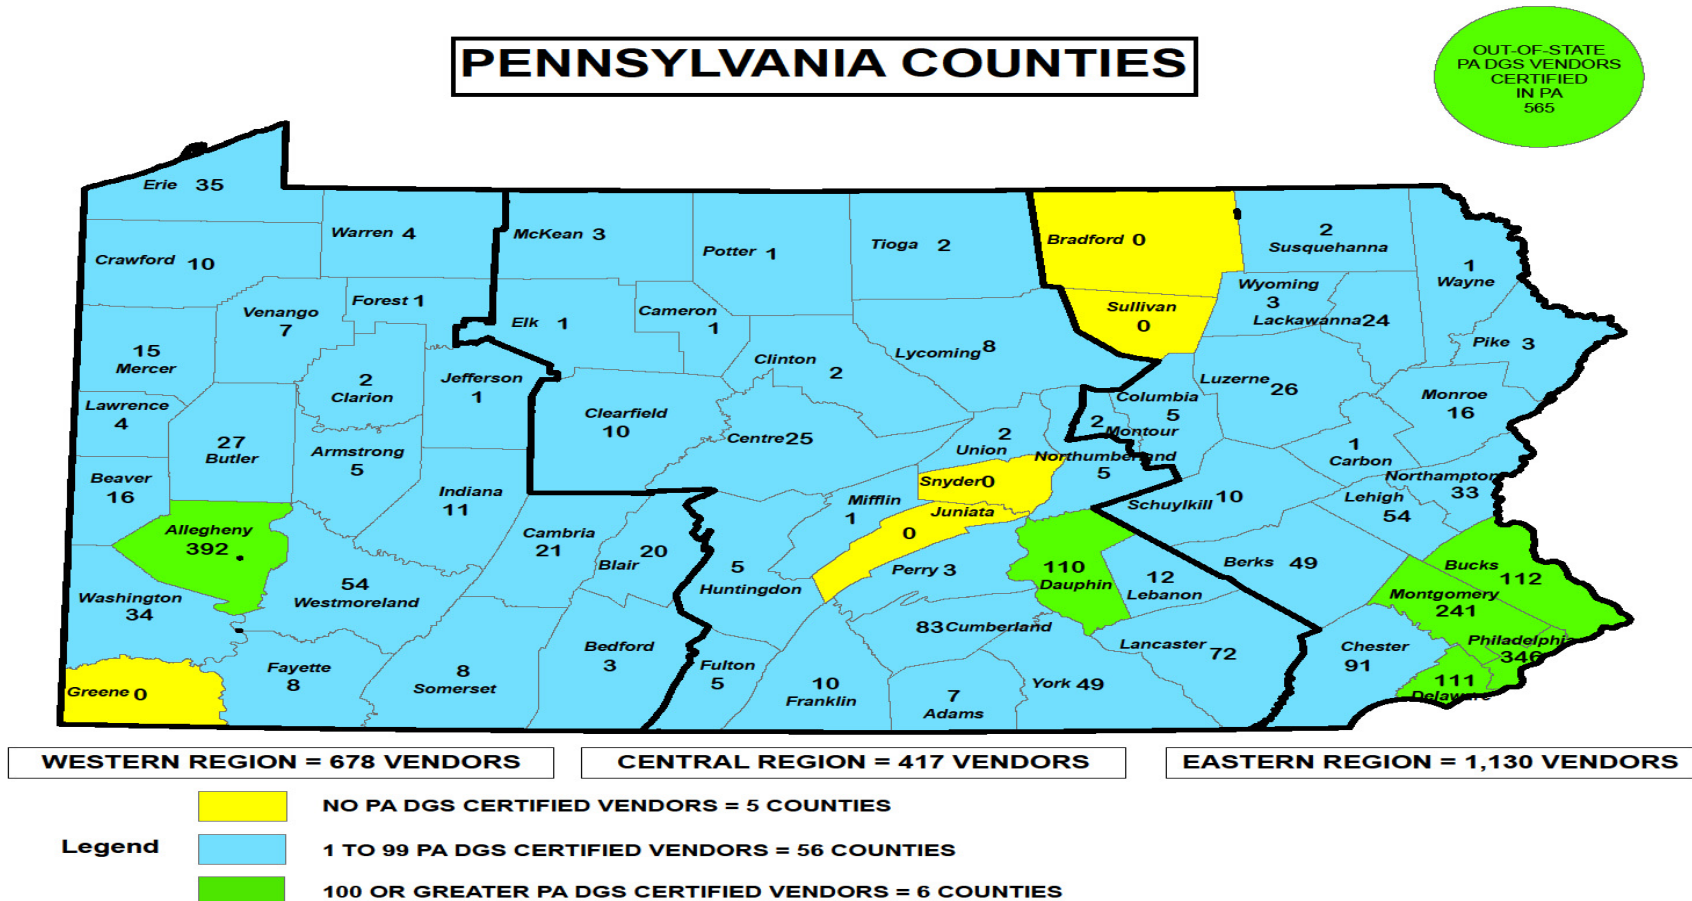 PENNSYLVANIA COUNTIES
OUT-OF-STATE
PA DGS VENDORS
CERTIFIED
IN PA
565
Erie 35
Warren 4
McKean 3
Potter 1
Tioga 2
Bradford 0
2
Susquehanna
1
Wayne
Crawford 10
Venango
7
Forest 1
Elk 1
Cameron
1
Sullivan
0
Wyoming
3
Lackawanna 24
Pike 3
15
Mercer
2
Clarion
Jefferson
1
Clinton
2
Lycoming 8
Luzerne
26
Monroe
16
Lawrence
4
27
Butler
Armstrong
5
Clearfield
10
Centre 25
2
Union
2
Montour
Columbia
5
1
Carbon
Beaver
16
Indiana
11
Snyder 0
Northumberland
5
Northampton
33
Lehigh
54
Schuylkill 10
Mifflin
1
Juniata
0
Allegheny
392
Cambria
21
20
Blair
5
Huntingdon
Perry 3
110
Dauphin
12
Lebanon
Berks 49
Bucks
112
Montgomery
241
Washington
34
54
Westmoreland
83 Cumberland
Lancaster
72
Chester
91
Philadelphia
346
111
Delaware
Greene 0
Fayette
8
8
Somerset
Bedford
3
Fulton
5
10
Franklin
7
Adams
York 49
WESTERN REGION = 678 VENDORS
CENTRAL REGION = 417 VENDORS
EASTERN REGION = 1,130 VENDORS
Legend
NO PA DGS CERTIFIED VENDORS = 5 COUNTIES
1 TO 99 PA DGS CERTIFIED VENDORS = 56 COUNTIES
100 OR GREATER PA DGS CERTIFIED VENDORS = 6 COUNTIES